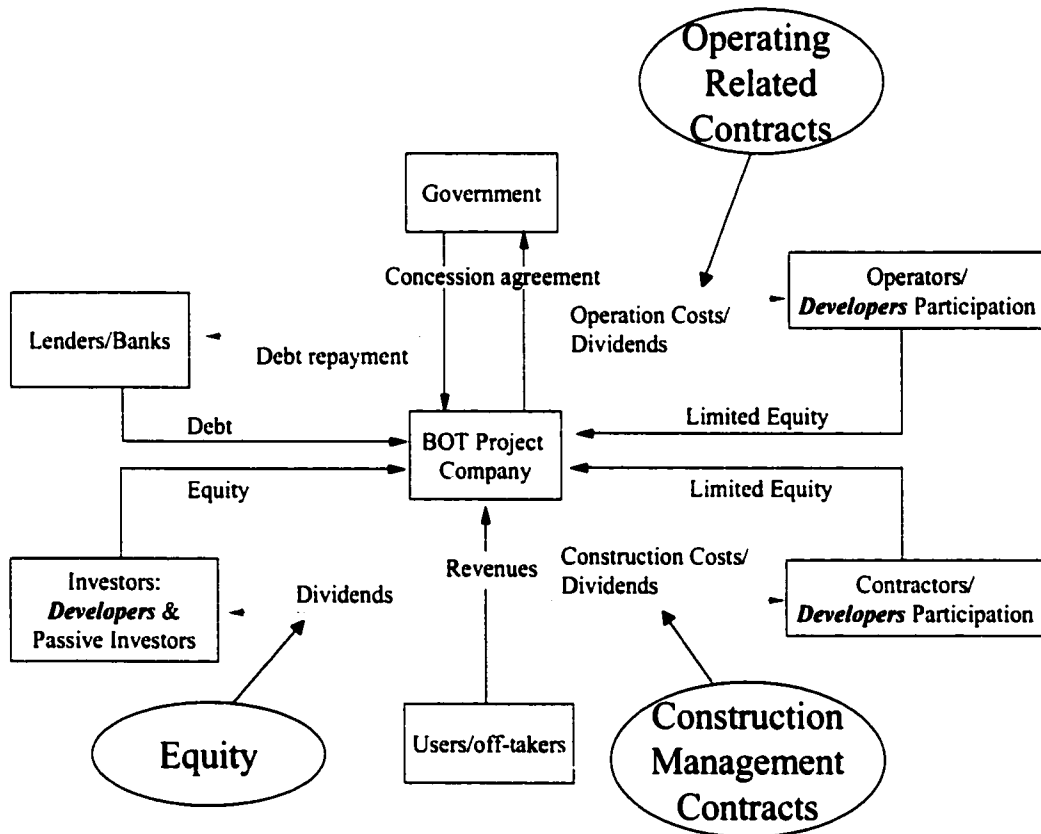 Operating
Related
Contracts
Government
Concession agreement
Operators/
Developers Participation
Operation Costs/
Dividends
Lenders/Banks
Debt repayment
Debt
BOT Project
Company
Limited Equity
Equity
Limited Equity
Investors:
Developers &
Passive Investors
Dividends
Revenues
Construction Costs/
Dividends
Contractors/
Developers Participation
Equity
Users/off-takers
Construction
Management
Contracts